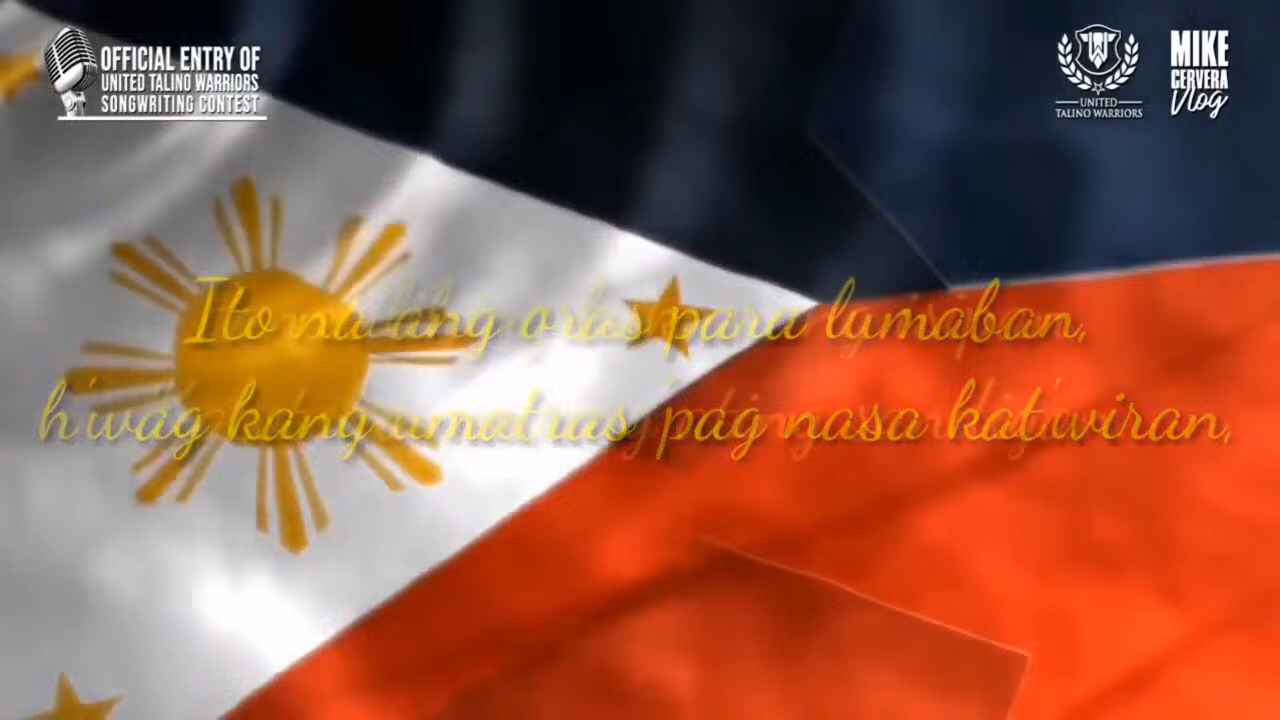 OFFICIAL ENTRY OF
UNITED TALINO WARRIORS
SONGWRITING CONTEST
UNITED
TALINO WARRIORS
MIKE
CERVERA
Vlog
Ito na ang oras para lumaban,
h'wag kang umatras, pag nasa katwiran,